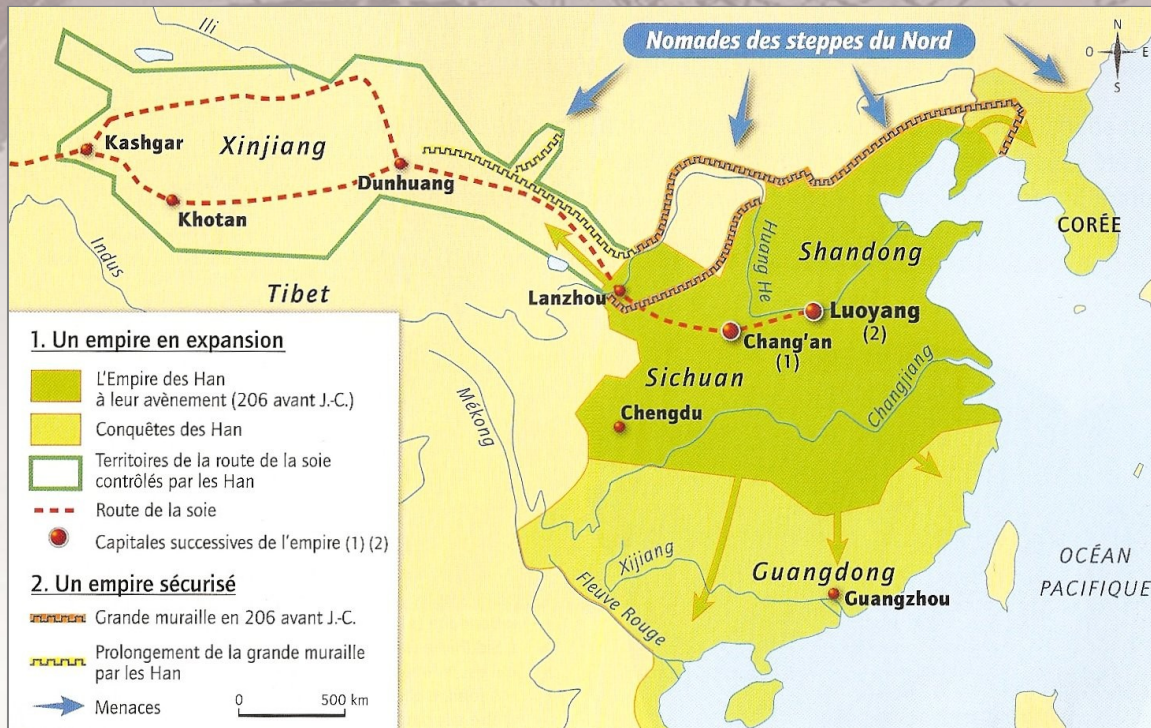 Nomades des steppes du Nord
N
O
E
S
Ili
Kashgar
Xinjiang
Dunhuang
Khotan
Indus
Tibet
Lanzhou
Huang He
Shandong
CORÉE
Luoyang
(2)
Chang'an
(1)
Sichuan
Changjiang
Chengdu
Mékong
Xijiang
Guangdong
Guangzhou
Fleuve Rouge
OCÉAN
PACIFIQUE
1. Un empire en expansion
L'Empire des Han
à leur avènement (206 avant J.-C.)
Conquêtes des Han
Territoires de la route de la soie
contrôlés par les Han
Route de la soie
Capitales successives de l'empire (1) (2)
2. Un empire sécurisé
Grande muraille en 206 avant J.-C.
Prolongement de la grande muraille
par les Han
Menaces
0 500 km